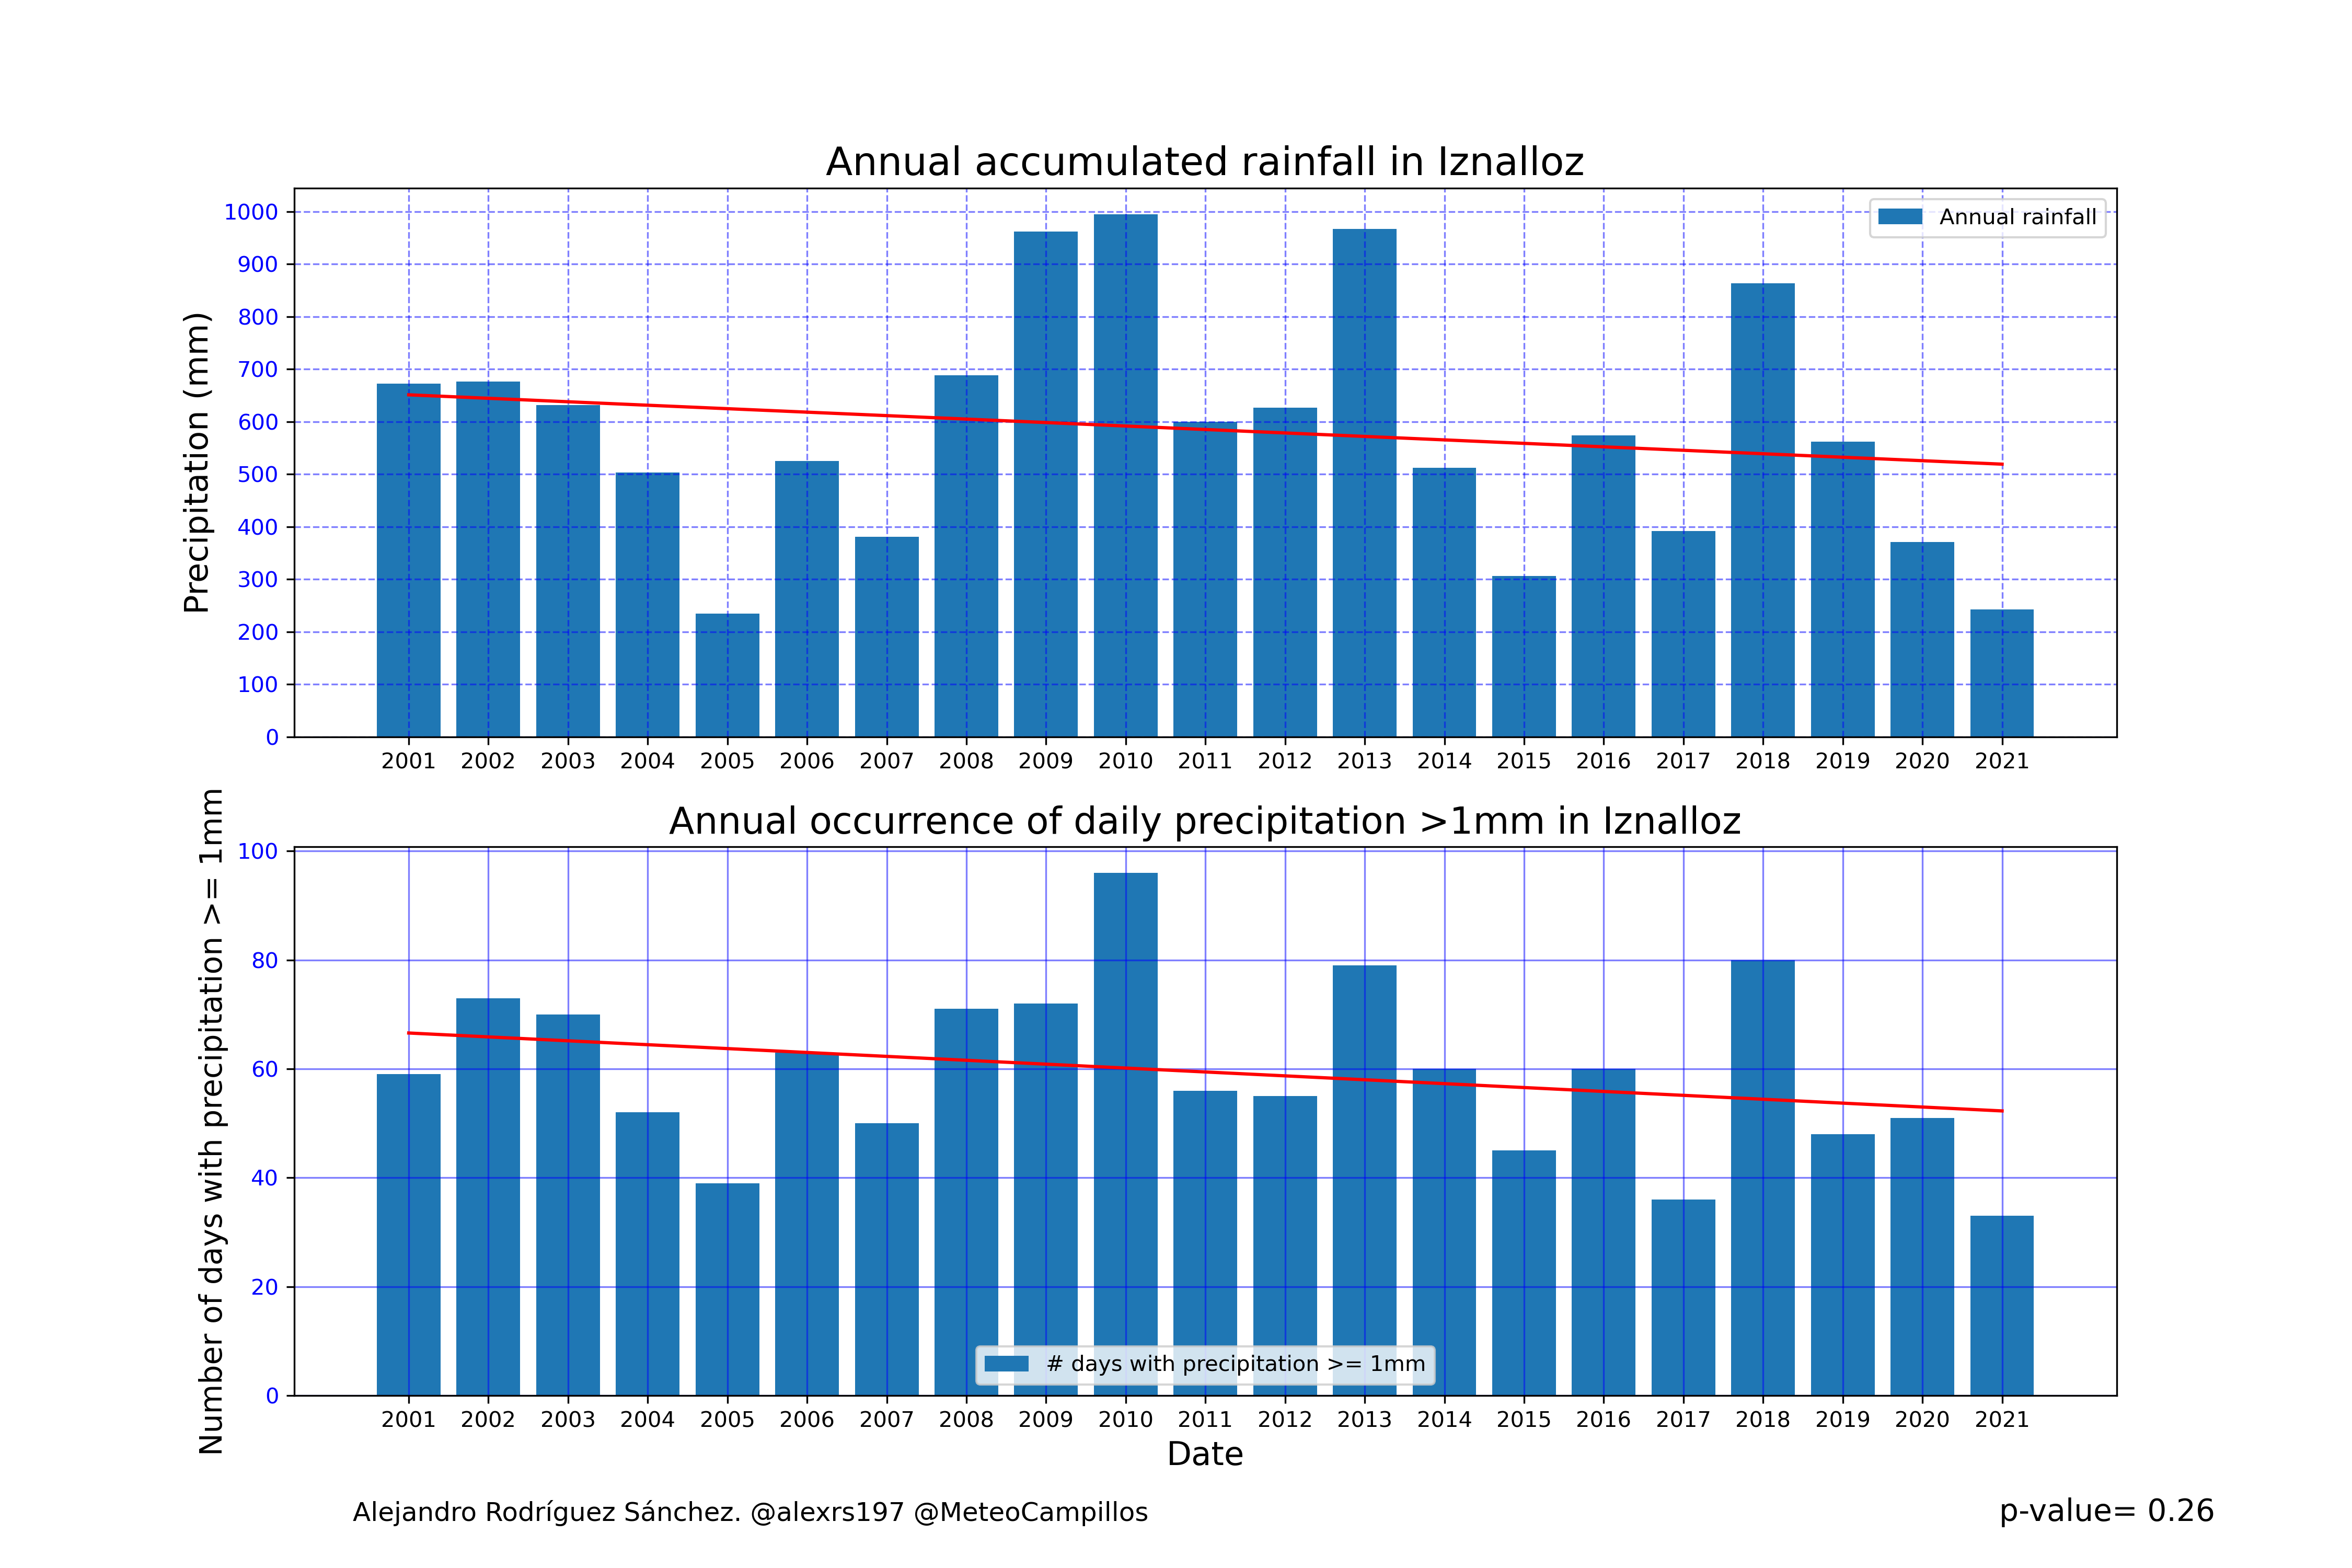 Annual accumulated rainfall in Iznalloz
Precipitation (mm)
1000
900
800
700
600
500
400
300
200
100
0
Annual rainfall
2001 2002 2003 2004 2005 2006 2007 2008 2009 2010 2011 2012 2013 2014 2015 2016 2017 2018 2019 2020 2021
Annual occurrence of daily precipitation >1mm in Iznalloz
Number of days with precipitation >= 1mm
100
80
60
40
20
0
# days with precipitation >= 1mm
2001 2002 2003 2004 2005 2006 2007 2008 2009 2010 2011 2012 2013 2014 2015 2016 2017 2018 2019 2020 2021
Date
Alejandro Rodríguez Sánchez. @alexrs197 @MeteoCampillos
p-value= 0.26